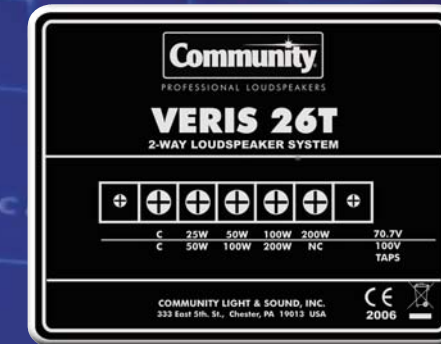 Community
PROFESSIONAL LOUDSPEAKERS
VERIS 26T
2-WAY LOUDSPEAKER SYSTEM
C 25W 50W 100W 200W 70.7V
C 50W 100W 200W NC 100V
TAPS
COMMUNITY LIGHT & SOUND, INC.
333 East 5th. St., Chester, PA 19013 USA
CE
2006
c.